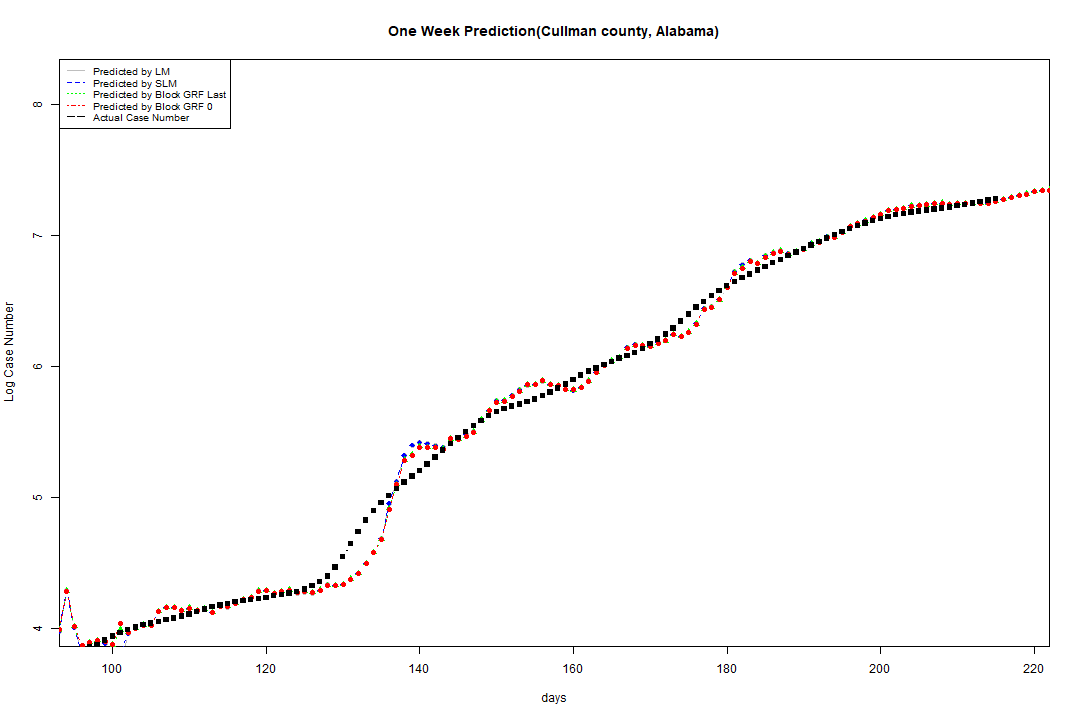 One Week Prediction(Cullman county, Alabama)
Predicted by LM
Predicted by SLM
Predicted by Block GRF Last
Predicted by Block GRF 0
Actual Case Number
8
7
6
5
4
Log Case Number
100 120 140 160 180 200 220
days